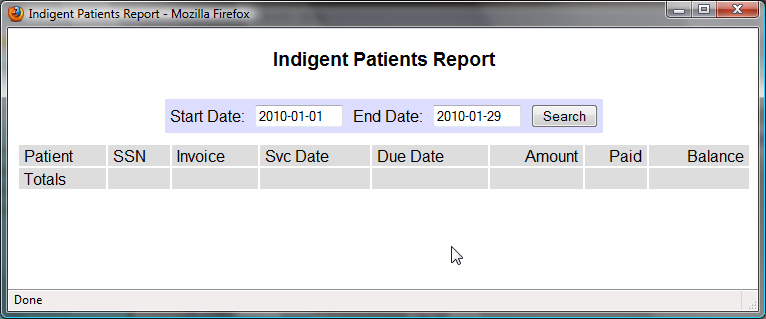 Indigent Patients Report - Mozilla Firefox
Indigent Patients Report
Start Date: 2010-01-01 End Date: 2010-01-29 Search
Patient SSN Invoice Svc Date Due Date Amount Paid Balance
Totals
Done